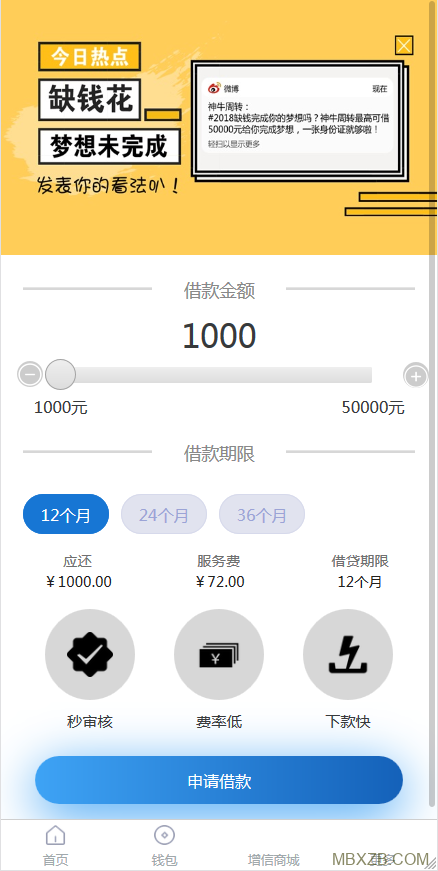 今日热点
缺钱花
梦想未完成
发表你的看法叭！
微博
现在
神牛周转：
#2018缺钱完成你的梦想吗？神牛周转最高可借
50000元给你完成梦想，一张身份证就够啦！
轻扫以显示更多
借款金额
1000
1000元
50000元
借款期限
12个月
24个月
36个月
应还
服务费
借贷期限
￥1000.00
￥72.00
12个月
秒审核
费率低
下款快
申请借款
首页
钱包
增信商城
MBXZB.COM